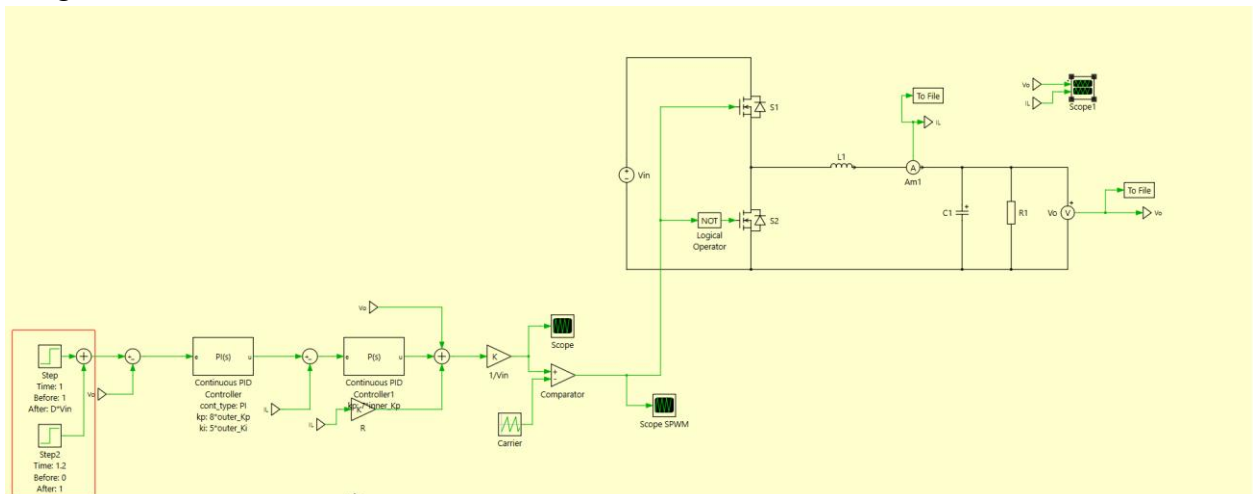 To File
Vo
IL
Scope1
S1
IL
Vin
L1
A
Am1
To File
C1
R1
Vo
V
Vo
NOT
S2
Logical
Operator
Vo
Step
Time: 1
Before: 1
After: D*Vin
Vo
PI(s)
e
u
Continuous PID
Controller
cont_type: PI
kp: 8*outer_Kp
ki: 5*outer_Ki
IL
P(s)
e
u
Continuous PID
Controller1
IL
K
R
K
1/Vin
Scope
Comparator
Carrier
Scope SPWM
Step2
Time: 1.2
Before: 0
After: 1